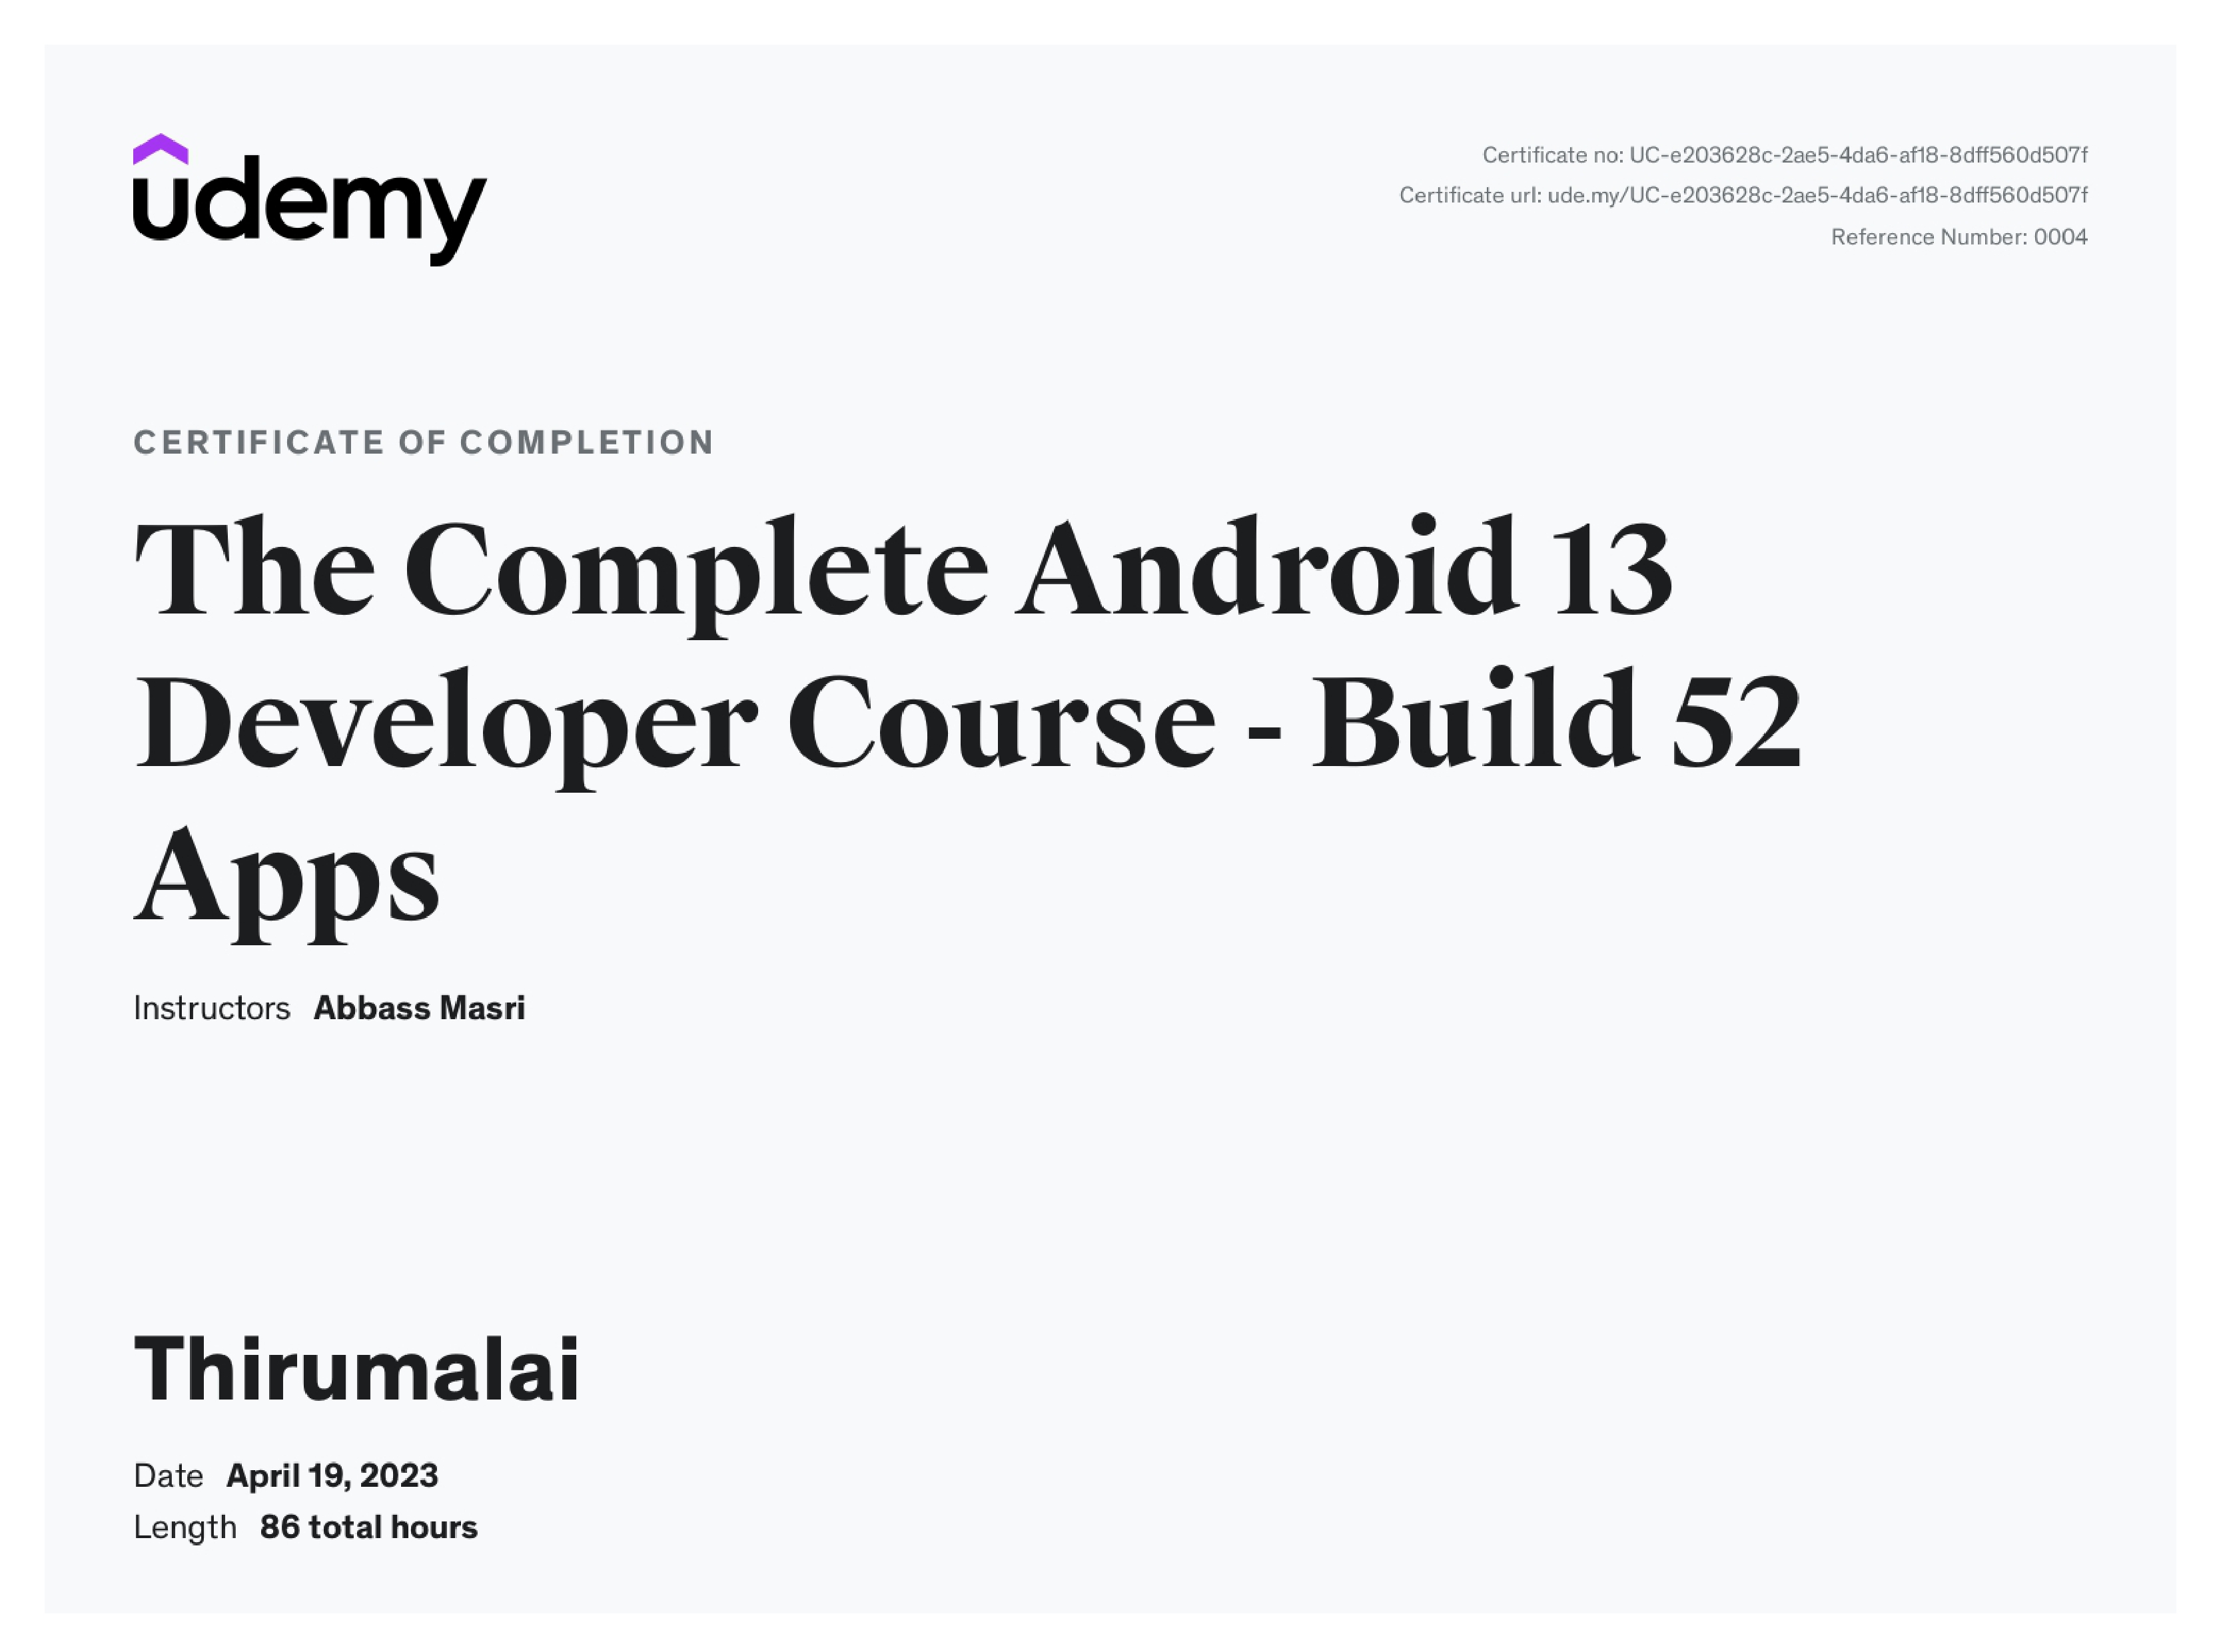 udemy
Certificate no: UC-e203628c-2ae5-4da6-af18-8dff560d507f
Certificate url: ude.my/UC-e203628c-2ae5-4da6-af18-8dff560d507f
Reference Number: 0004
CERTIFICATE OF COMPLETION
The Complete Android 13
Developer Course - Build 52
Apps
Instructors Abbass Masri
Thirumalai
Date April 19, 2023
Length 86 total hours